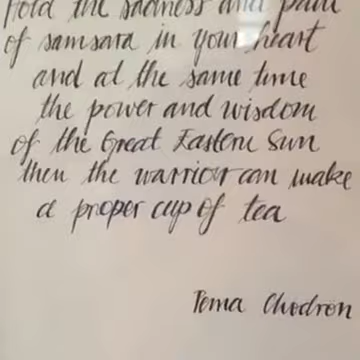 Hold the sadness and pain
of samsara in your heart
and at the same time
the power and wisdom
of the Great Eastern Sun
then the warrior can make
a proper cup of tea
Pema Chodron